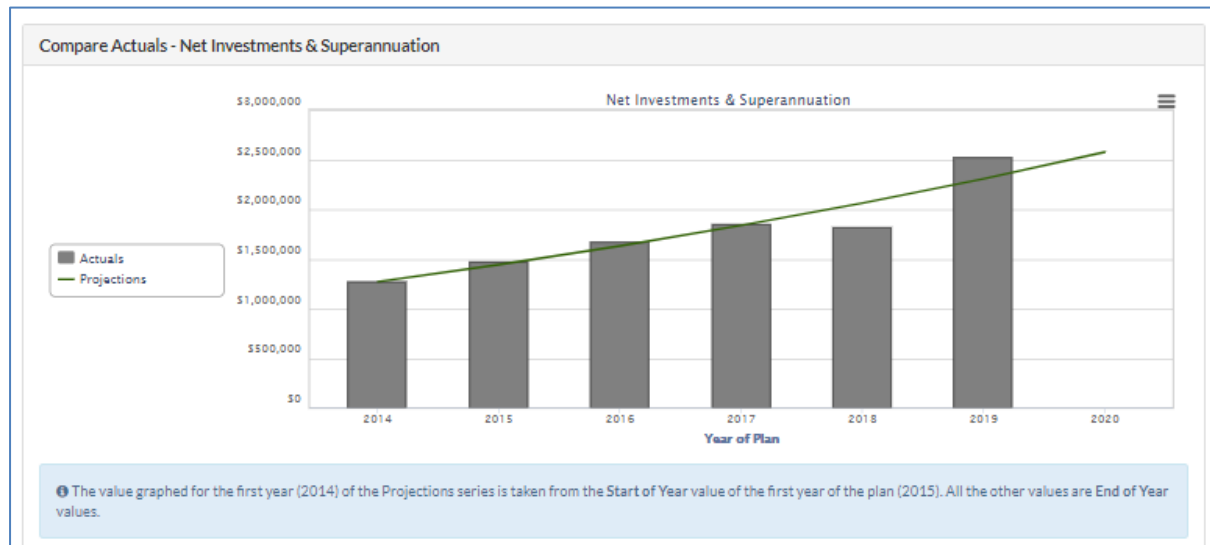 Compare Actuals - Net Investments & Superannuation
Net Investments & Superannuation
$3,000,000
$2,500,000
$2,000,000
$1,500,000
$1,000,000
$500,000
$0
Actuals
Projections
2014 2015 2016 2017 2018 2019 2020
Year of Plan
The value graphed for the first year (2014) of the Projections series is taken from the Start of Year value of the first year of the plan (2015). All the other values are End of Year
values.